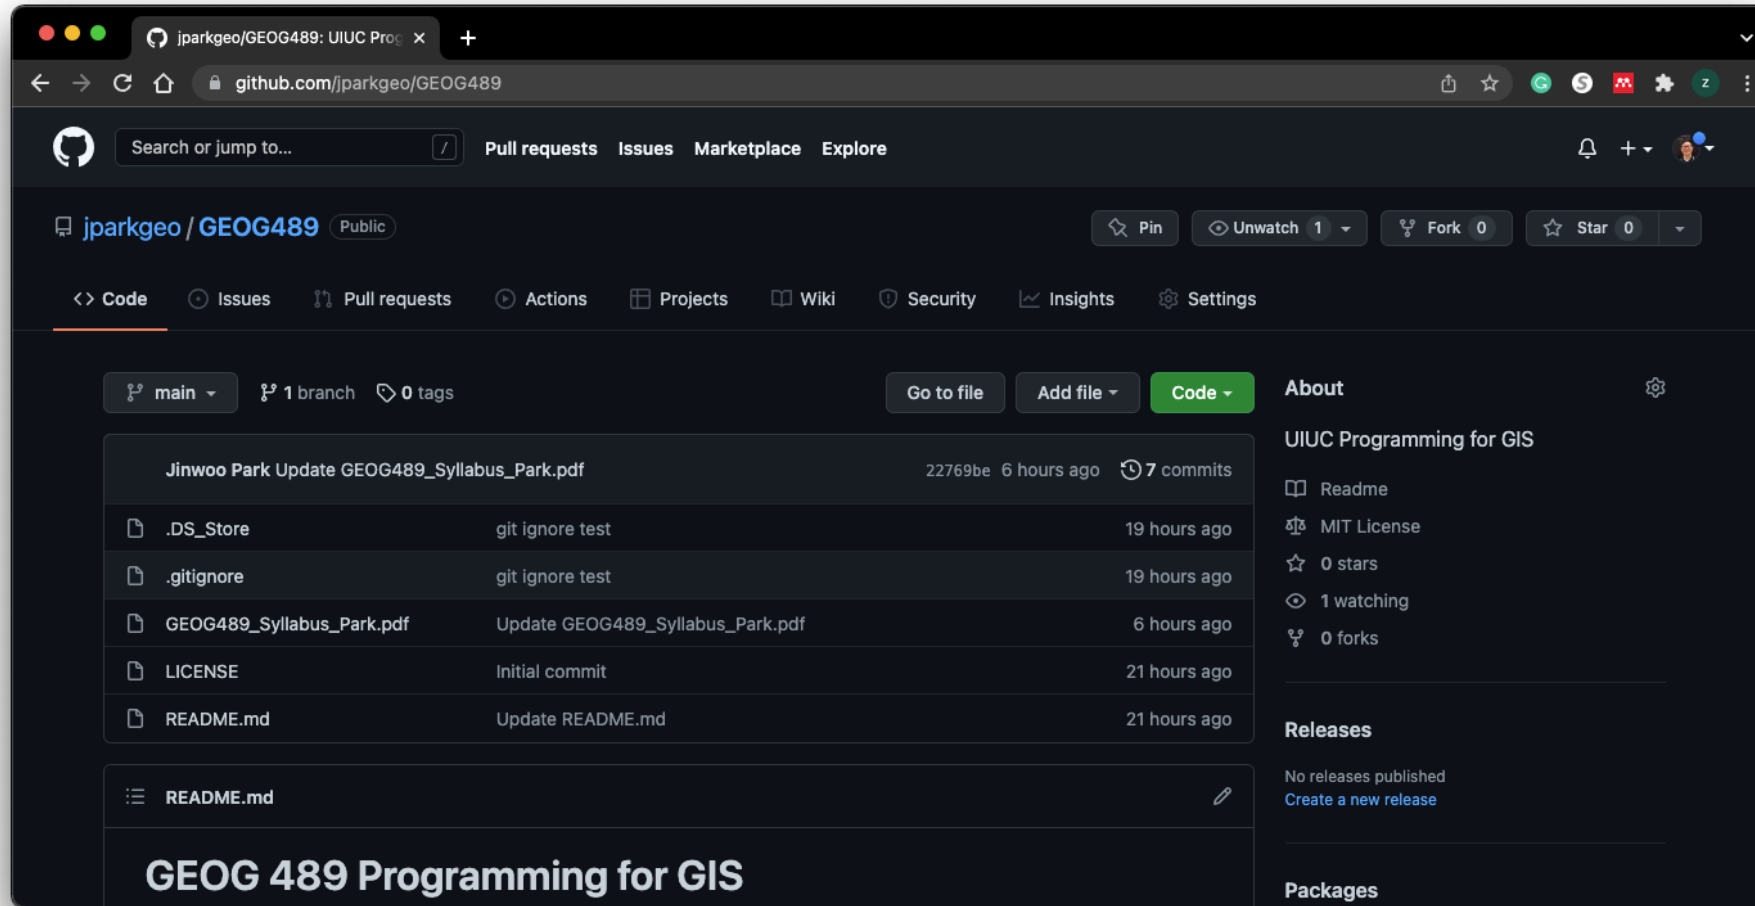 jparkgeo/GEOG489: UIUC Prog
github.com/jparkgeo/GEOG489
Z
Search or jump to... /
Pull requests Issues Marketplace Explore
jparkgeo / GEOG489 Public
Pin Unwatch 1 Fork 0 Star 0
Code Issues Pull requests Actions Projects Wiki Security Insights Settings
main 1 branch 0 tags Go to file Add file Code
Jinwoo Park Update GEOG489_Syllabus_Park.pdf 22769be 6 hours ago 7 commits
.DS_Store git ignore test 19 hours ago
.gitignore git ignore test 19 hours ago
GEOG489_Syllabus_Park.pdf Update GEOG489_Syllabus_Park.pdf 6 hours ago
LICENSE Initial commit 21 hours ago
README.md Update README.md 21 hours ago
README.md
GEOG 489 Programming for GIS
About
UIUC Programming for GIS
Readme
MIT License
0 stars
1 watching
0 forks
Releases
No releases published
Create a new release
Packages